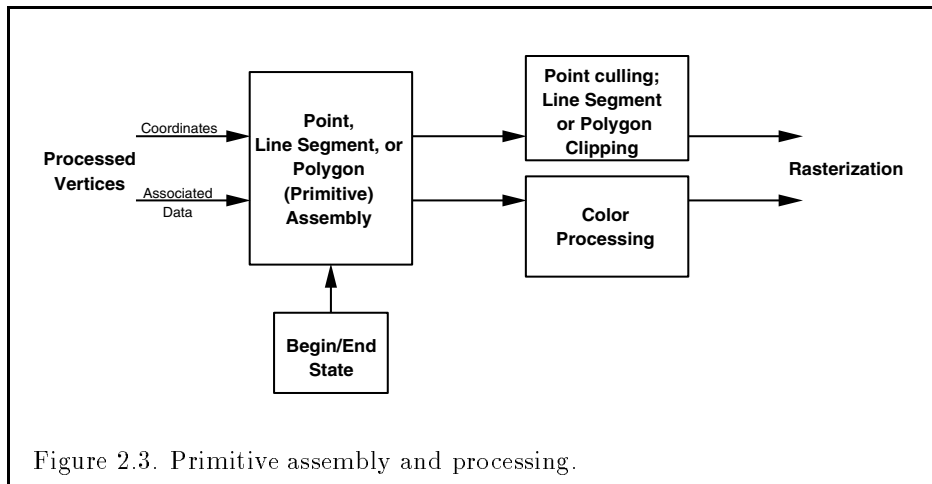 Processed
Vertices
Coordinates
Associated
Data
Point,
Line Segment, or
Polygon
(Primitive)
Assembly
Begin/End
State
Point culling;
Line Segment
or Polygon
Clipping
Color
Processing
Rasterization
Figure 2.3. Primitive assembly and processing.